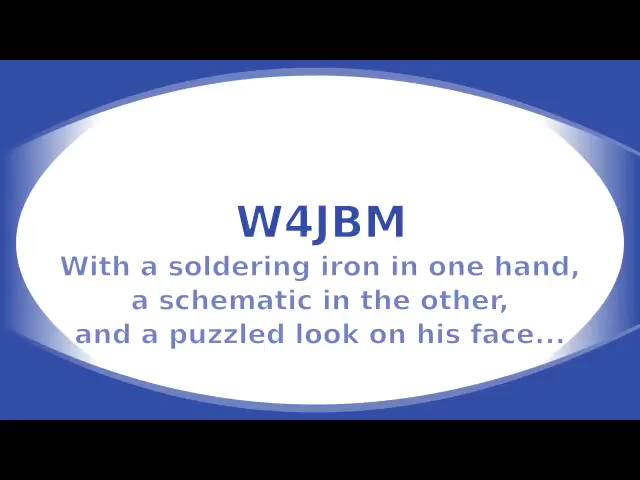 W4JBM
With a soldering iron in one hand,
a schematic in the other,
and a puzzled look on his face...